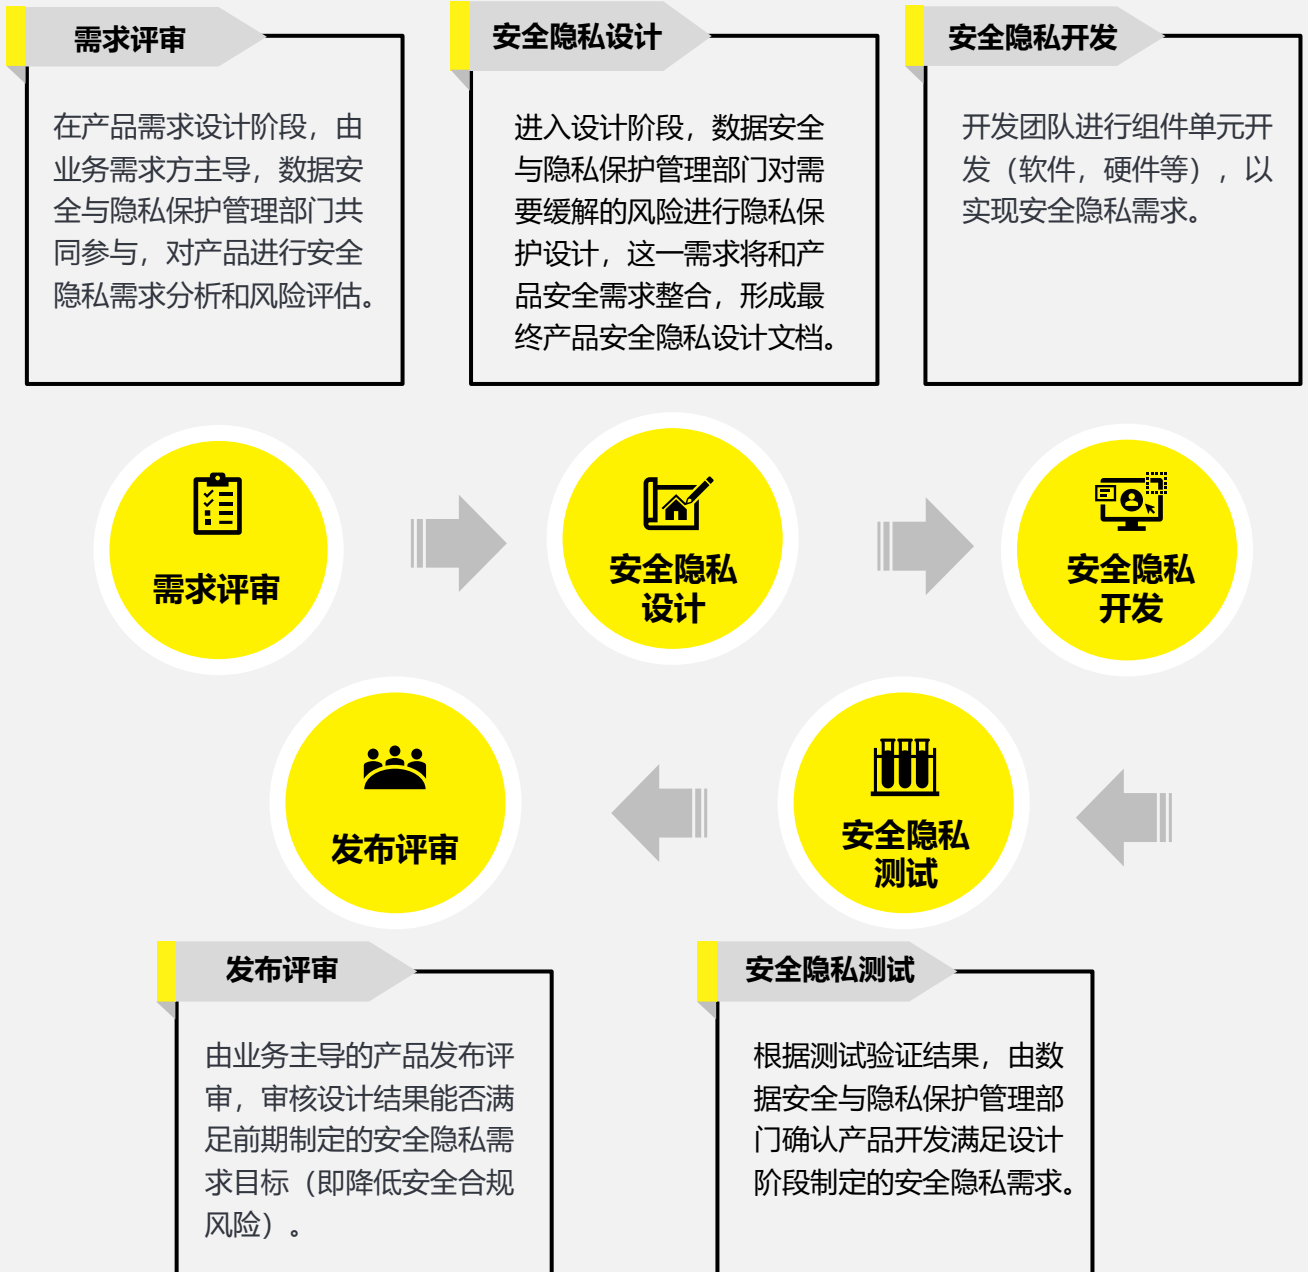 需求评审
在产品需求设计阶段，由
业务需求方主导，数据安
全与隐私保护管理部门共
同参与，对产品进行安全
隐私需求分析和风险评估。
安全隐私设计
进入设计阶段，数据安全
与隐私保护管理部门对需
要缓解的风险进行隐私保
护设计，这一需求将和产
品安全需求整合，形成最
终产品安全隐私设计文档。
安全隐私开发
开发团队进行组件单元开
发（软件，硬件等），以
实现安全隐私需求。
需求评审
安全隐私
设计
安全隐私
开发
发布评审
安全隐私
测试
发布评审
由业务主导的产品发布评
审，审核设计结果能否满
足前期制定的安全隐私需
求目标（即降低安全合规
风险）。
安全隐私测试
根据测试验证结果，由数
据安全与隐私保护管理部
门确认产品开发满足设计
阶段制定的安全隐私需求。